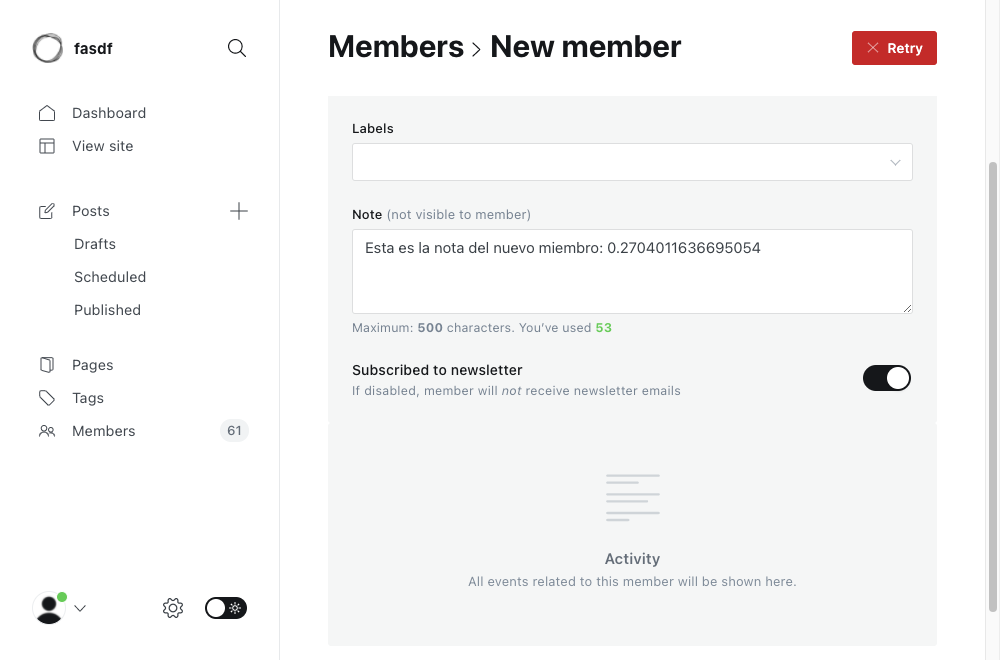 fasdf
Dashboard
View site
Posts
Drafts
Scheduled
Published
Pages
Tags
Members 61
Members > New member
Retry
Labels
Note (not visible to member)
Esta es la nota del nuevo miembro: 0.2704011636695054
Maximum: 500 characters. You've used 53
Subscribed to newsletter
If disabled, member will not receive newsletter emails
Activity
All events related to this member will be shown here.